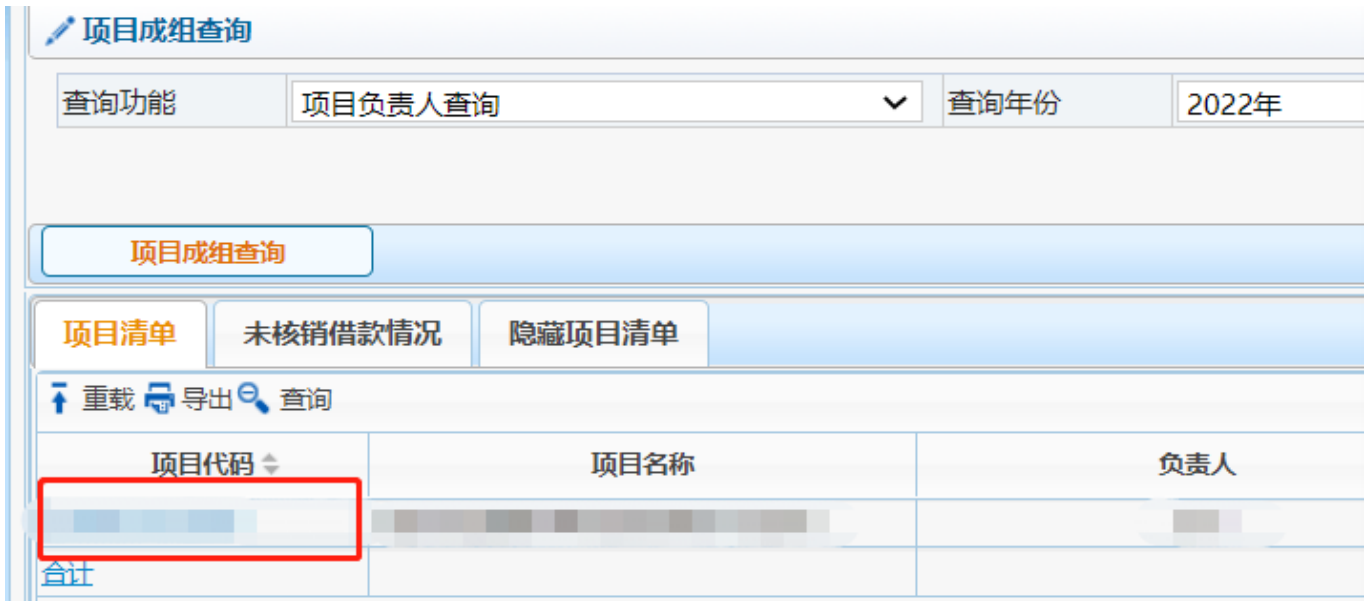 项目成组查询
查询功能 项目负责人查询 查询年份 2022年
项目成组查询
项目清单 未核销借款情况 隐藏项目清单
重载 导出 查询
项目代码 项目名称 负责人
合计